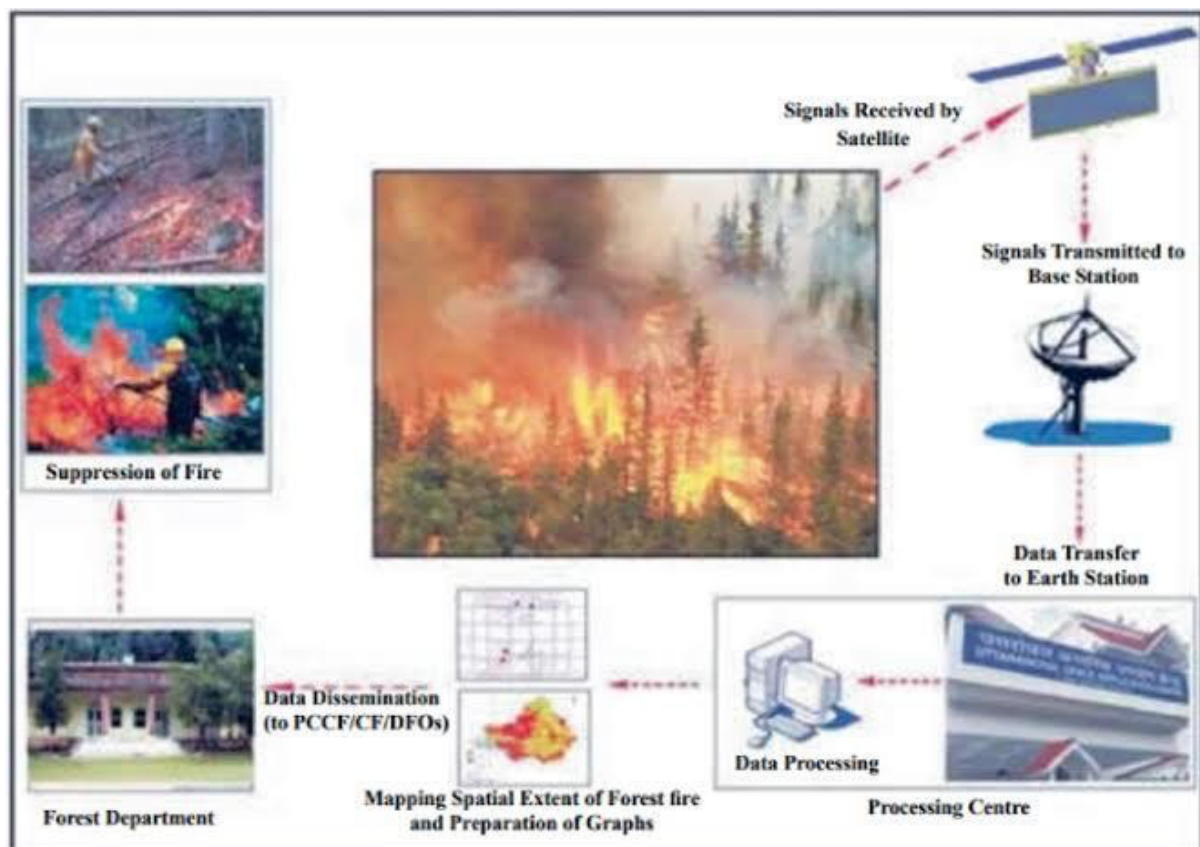 Signals Received by
Satellite
Signals Transmitted to
Base Station
Data Transfer
to Earth Station
Data Processing
Processing Centre
Mapping Spatial Extent of Forest fire
and Preparation of Graphs
Data Dissemination
(to PCCF/CF/DFOs)
Forest Department
Suppression of Fire